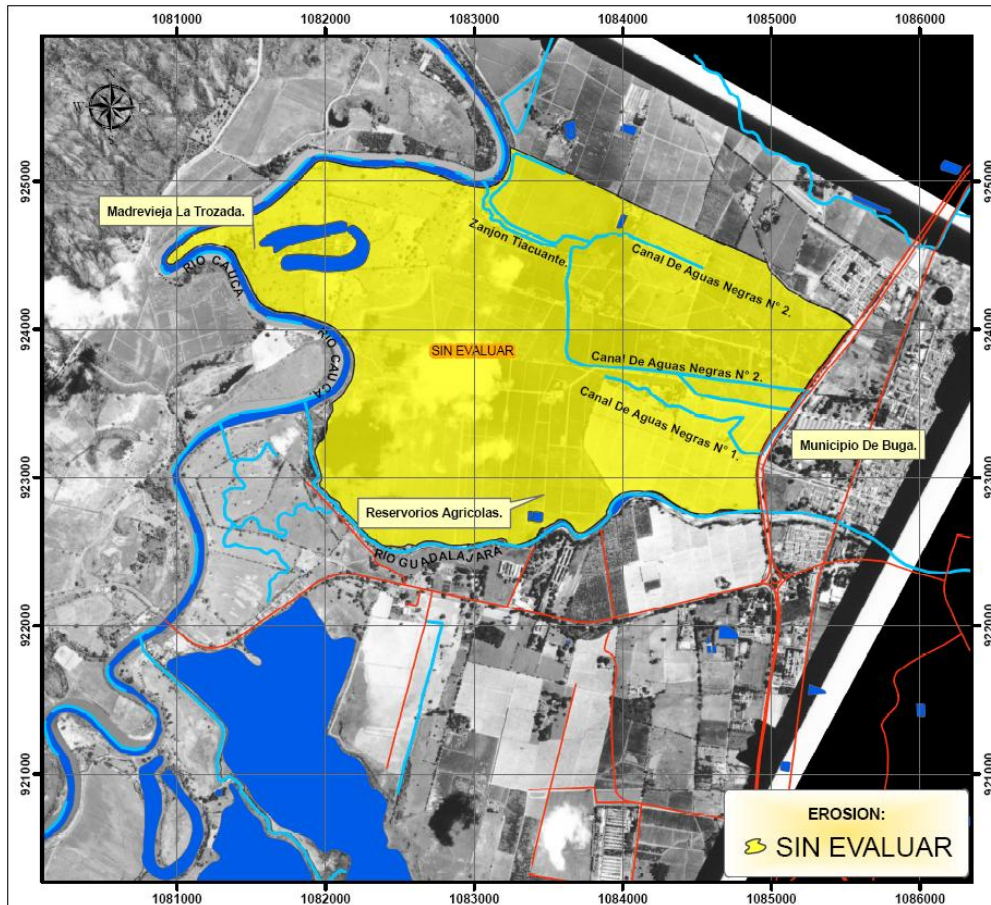 1081000 1082000 1083000 1084000 1085000 1086000
N
W E
S
925000 925000
Madrevieja La Trozada.
Zanjon Tlacuante.
Canal De Aguas Negras N° 2.
RIO CAUCA
924000 924000
RIO CAUCA.
SIN EVALUAR
Canal De Aguas Negras N° 2.
Canal De Aguas Negras N° 1.
Municipio De Buga.
923000 923000
Reservorios Agricolas.
RIO GUADALAJARA
922000 922000
921000 921000
EROSION:
SIN EVALUAR
1081000 1082000 1083000 1084000 1085000 1086000